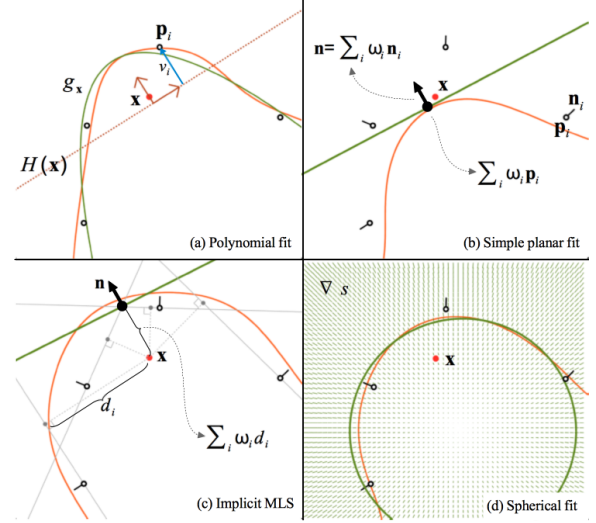 p_i
v_i
g_x
x
H(x)
(a) Polynomial fit
n=∑_i ω_i n_i
x
n_i
p_i
∑_i ω_i p_i
(b) Simple planar fit
n
x
d_i
∑_i ω_i d_i
(c) Implicit MLS
∇ s
x
(d) Spherical fit